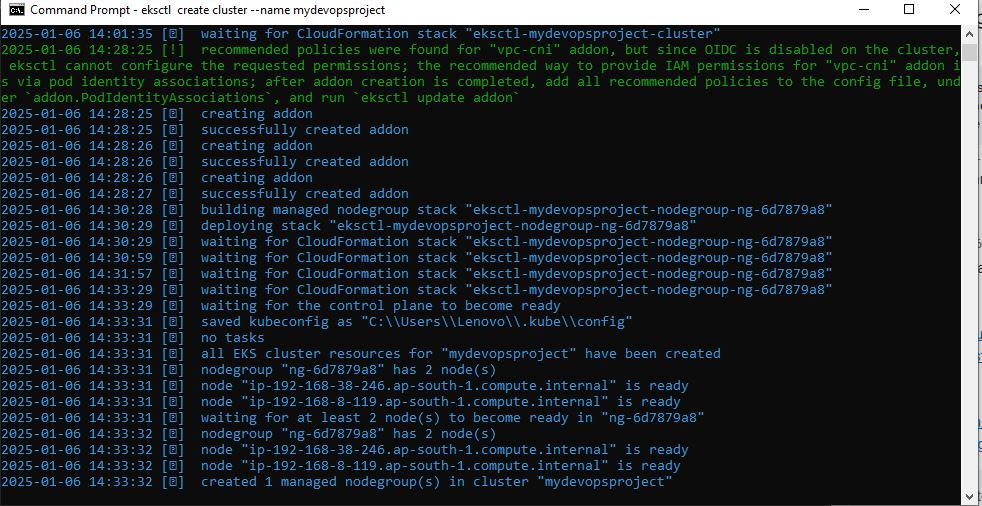 Command Prompt - eksctl  create cluster --name mydevopsproject
2025-01-06 14:01:35 [�]  waiting for CloudFormation stack "eksctl-mydevopsproject-cluster"
2025-01-06 14:28:25 [!]  recommended policies were found for "vpc-cni" addon, but since OIDC is disabled on the cluster,
 eksctl cannot configure the requested permissions; the recommended way to provide IAM permissions for "vpc-cni" addon i
s via pod identity associations; after addon creation is completed, add all recommended policies to the config file, und
er `addon.PodIdentityAssociations`, and run `eksctl update addon`
2025-01-06 14:28:25 [�]  creating addon
2025-01-06 14:28:25 [�]  successfully created addon
2025-01-06 14:28:26 [�]  creating addon
2025-01-06 14:28:26 [�]  successfully created addon
2025-01-06 14:28:26 [�]  creating addon
2025-01-06 14:28:27 [�]  successfully created addon
2025-01-06 14:30:28 [�]  building managed nodegroup stack "eksctl-mydevopsproject-nodegroup-ng-6d7879a8"
2025-01-06 14:30:29 [�]  deploying stack "eksctl-mydevopsproject-nodegroup-ng-6d7879a8"
2025-01-06 14:30:29 [�]  waiting for CloudFormation stack "eksctl-mydevopsproject-nodegroup-ng-6d7879a8"
2025-01-06 14:30:59 [�]  waiting for CloudFormation stack "eksctl-mydevopsproject-nodegroup-ng-6d7879a8"
2025-01-06 14:31:57 [�]  waiting for CloudFormation stack "eksctl-mydevopsproject-nodegroup-ng-6d7879a8"
2025-01-06 14:33:29 [�]  waiting for CloudFormation stack "eksctl-mydevopsproject-nodegroup-ng-6d7879a8"
2025-01-06 14:33:29 [�]  waiting for the control plane to become ready
2025-01-06 14:33:31 [�]  saved kubeconfig as "C:\\Users\\Lenovo\\.kube\\config"
2025-01-06 14:33:31 [�]  no tasks
2025-01-06 14:33:31 [�]  all EKS cluster resources for "mydevopsproject" have been created
2025-01-06 14:33:31 [�]  nodegroup "ng-6d7879a8" has 2 node(s)
2025-01-06 14:33:31 [�]  node "ip-192-168-38-246.ap-south-1.compute.internal" is ready
2025-01-06 14:33:31 [�]  node "ip-192-168-8-119.ap-south-1.compute.internal" is ready
2025-01-06 14:33:31 [�]  waiting for at least 2 node(s) to become ready in "ng-6d7879a8"
2025-01-06 14:33:32 [�]  nodegroup "ng-6d7879a8" has 2 node(s)
2025-01-06 14:33:32 [�]  node "ip-192-168-38-246.ap-south-1.compute.internal" is ready
2025-01-06 14:33:32 [�]  node "ip-192-168-8-119.ap-south-1.compute.internal" is ready
2025-01-06 14:33:32 [�]  created 1 managed nodegroup(s) in cluster "mydevopsproject"